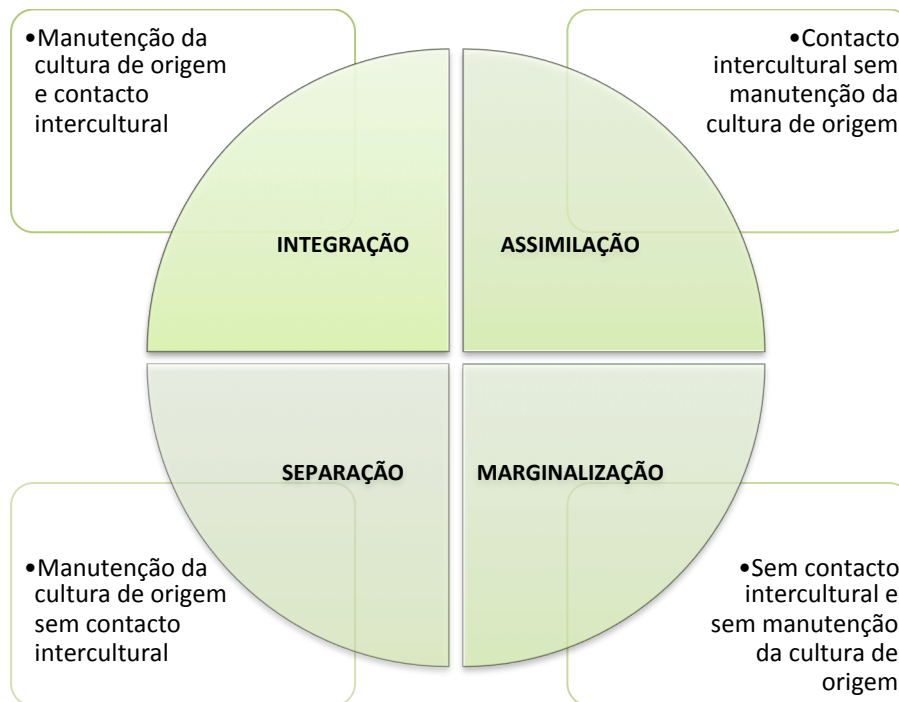 •Manutenção da
cultura de origem
e contacto
intercultural
•Contacto
intercultural sem
manutenção da
cultura de origem
INTEGRAÇÃO
ASSIMILAÇÃO
SEPARAÇÃO
MARGINALIZAÇÃO
•Manutenção da
cultura de origem
sem contacto
intercultural
•Sem contacto
intercultural e
sem manutenção
da cultura de
origem